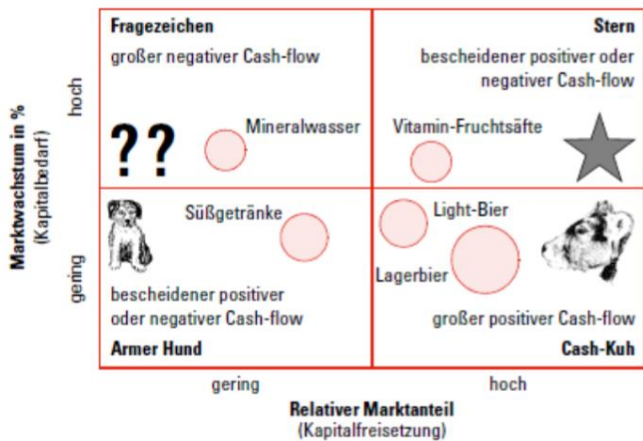 Fragezeichen
großer negativer Cash-flow
??
Mineralwasser
Stern
bescheidener positiver oder
negativer Cash-flow
Vitamin-Fruchtsäfte
Süßgetränke
bescheidener positiver
oder negativer Cash-flow
Armer Hund
Light-Bier
Lagerbier
großer positiver Cash-flow
Cash-Kuh
Marktwachstum in %
(Kapitalbedarf)
hoch
gering
gering
hoch
Relativer Marktanteil
(Kapitalfreisetzung)